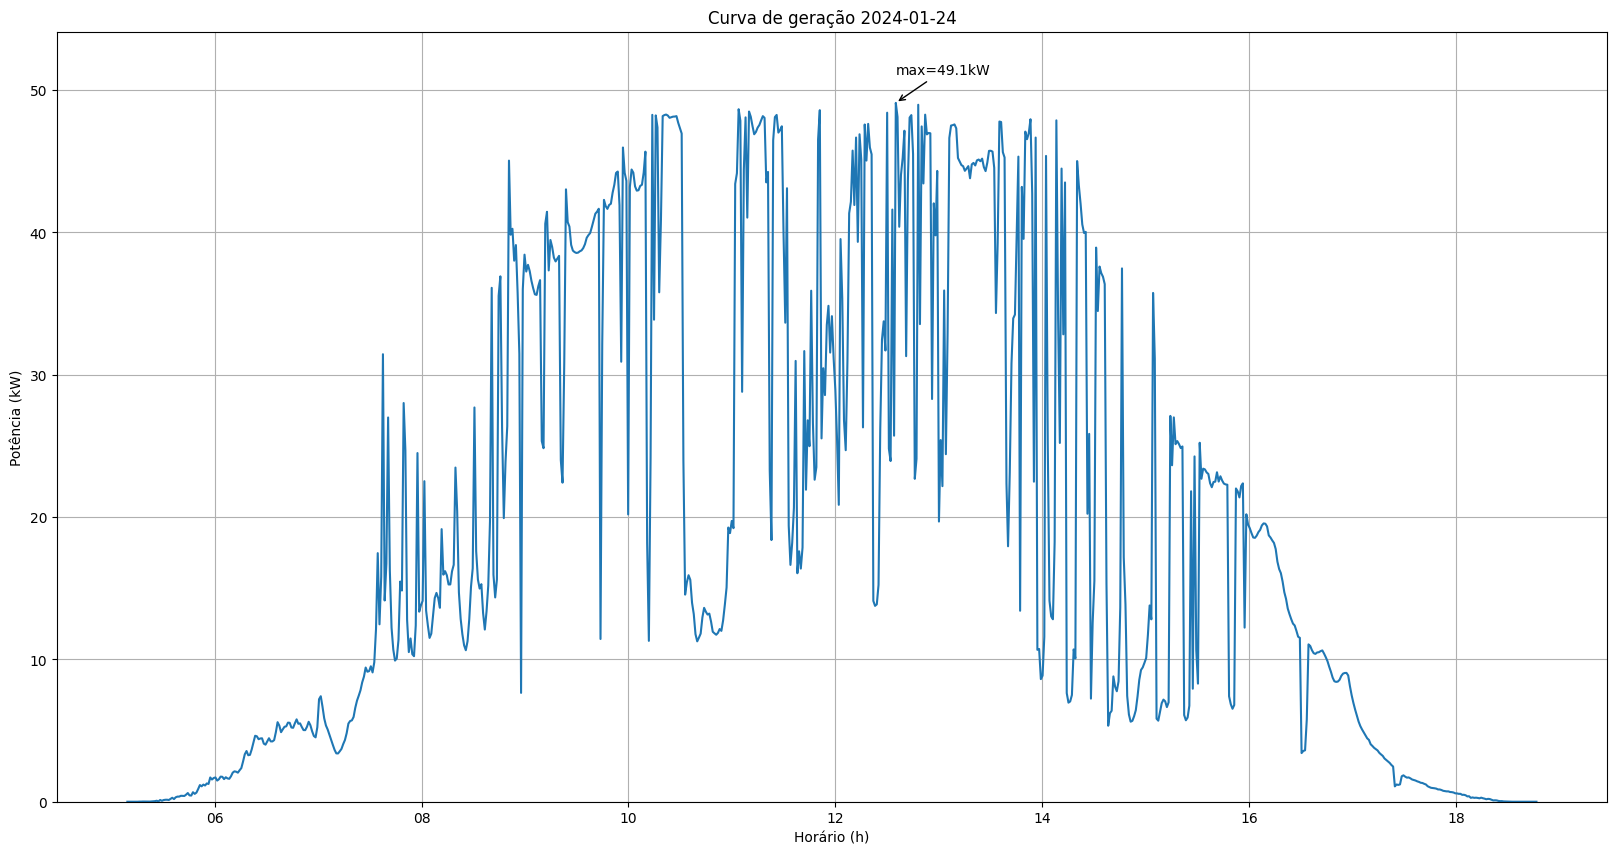 Curva de geração 2024-01-24
max=49.1kW
Potência (kW)
50
40
30
20
10
0
06 08 10 12 14 16 18
Horário (h)